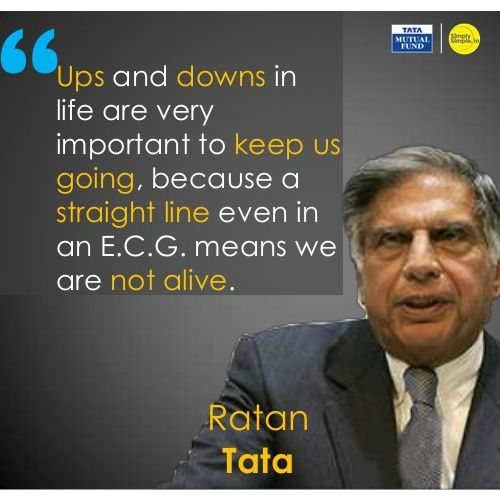 TATA
MUTUAL
FUND
Simply
Simple.in
Ups and downs in
life are very
important to keep us
going, because a
straight line even in
an E.C.G. means we
are not alive.
Ratan
Tata